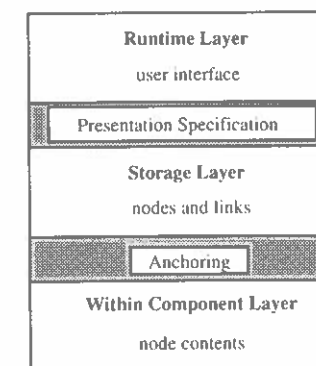 Runtime Layer
user interface
Presentation Specification
Storage Layer
nodes and links
Anchoring
Within Component Layer
node contents